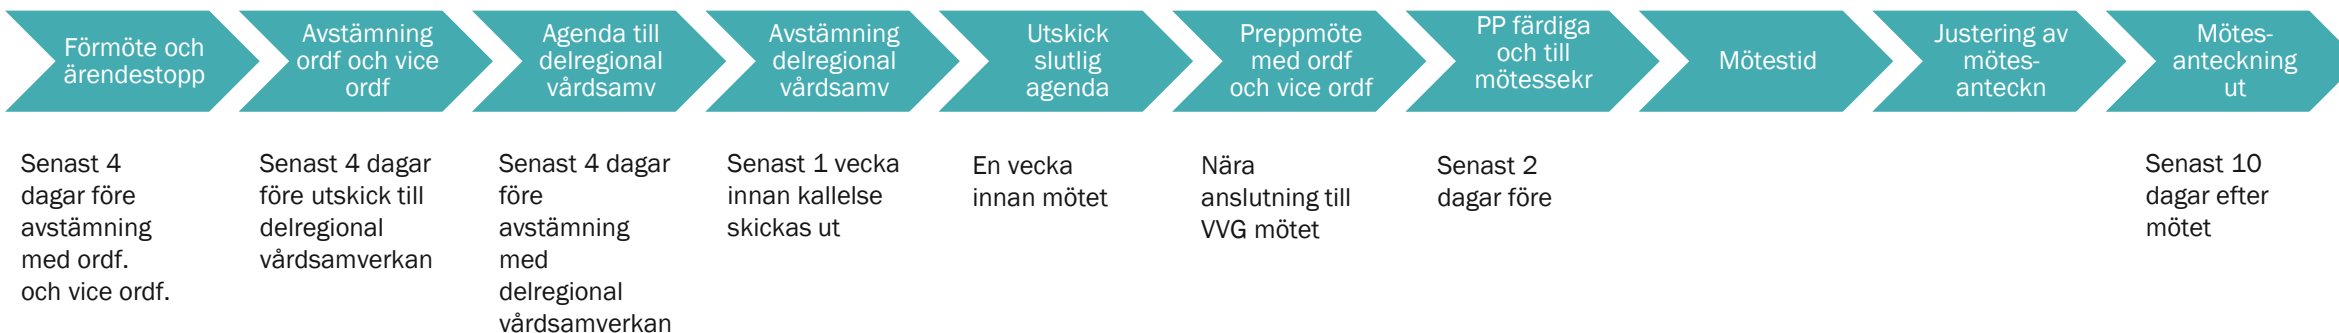 Förmöte och
ärendestopp
Avstämning
ordf och vice
ordf
Agenda till
delregional
vårdsamv
Avstämning
delregional
vårdsamv
Utskick
slutlig
agenda
Preppmöte
med ordf
och vice ordf
PP färdiga
och till
mötessekr
Mötestid
Justering av
mötes-
anteckn
Mötes-
anteckning
ut
Senast 4
dagar före
avstämning
med ordf.
och vice ordf.
Senast 4 dagar
före utskick till
delregional
vårdsamverkan
Senast 4 dagar
före
avstämning
med
delregional
vårdsamverkan
Senast 1 vecka
innan kallelse
skickas ut
En vecka
innan mötet
Nära
anslutning till
VVG mötet
Senast 2
dagar före
Senast 10
dagar efter
mötet